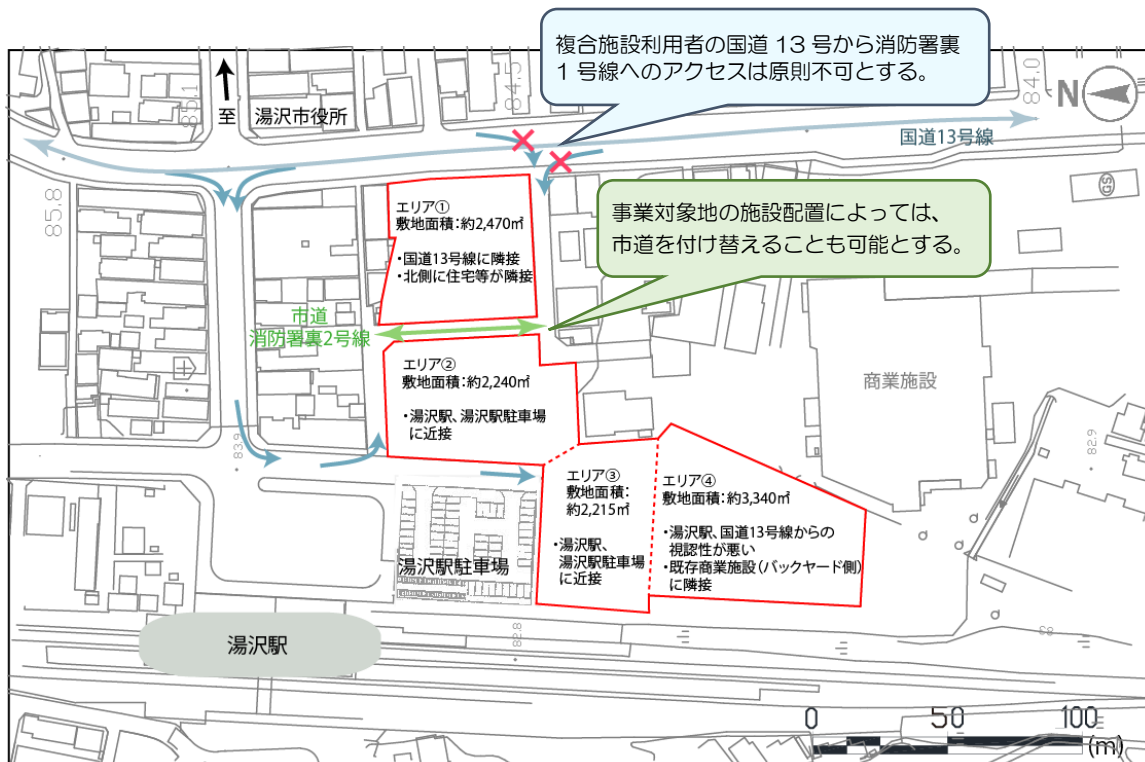 複合施設利用者の国道 13 号から消防署裏
1 号線へのアクセスは原則不可とする。
至 湯沢市役所
85.1
84.5
84.0
N
国道13号線
85.8
GS
エリア①
敷地面積:約2,470㎡
・国道13号線に隣接
・北側に住宅等が隣接
事業対象地の施設配置によっては、
市道を付け替えることも可能とする。
市道
消防署裏2号線
エリア②
敷地面積:約2,240㎡
・湯沢駅、湯沢駅駐車場
に近接
商業施設
83.9
82.9
エリア③
敷地面積:
約2,215㎡
・湯沢駅、
湯沢駅駐車場
に近接
エリア④
敷地面積:約3,340㎡
・湯沢駅、国道13号線からの
視認性が悪い
・既存商業施設(バックヤード側)
に隣接
湯沢駅駐車場
湯沢駅
82.8
0 50 100
(m)